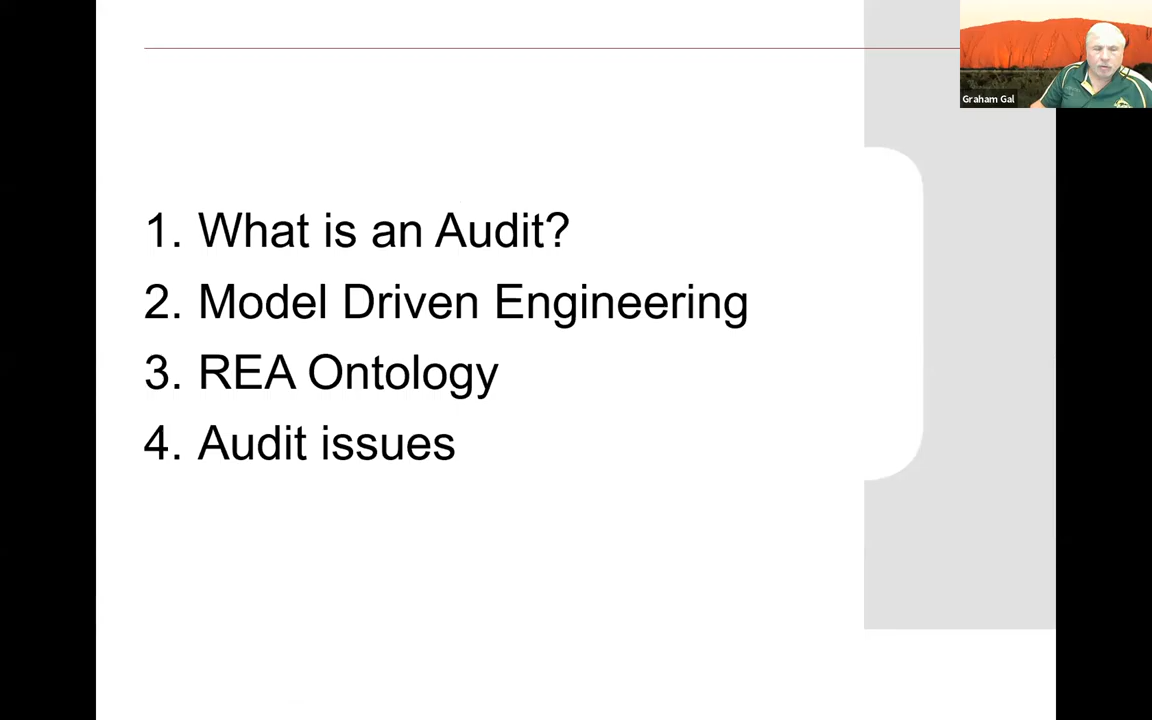 Graham Gal
1. What is an Audit?
2. Model Driven Engineering
3. REA Ontology
4. Audit issues